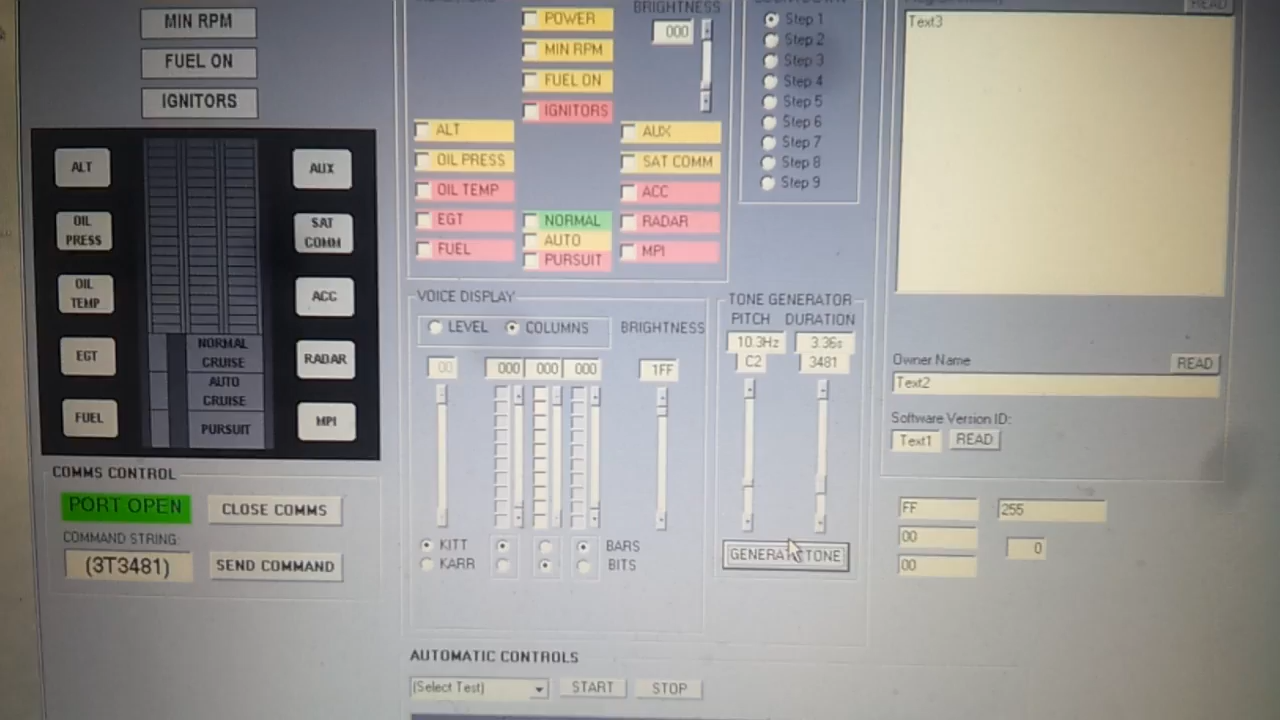 MIN RPM
FUEL ON
IGNITORS
ALT
AUX
OIL PRESS
SAT COMM
OIL TEMP
ACC
EGT
RADAR
FUEL
MPI
NORMAL CRUISE
AUTO CRUISE
PURSUIT
COMMS CONTROL
PORT OPEN
CLOSE COMMS
COMMAND STRING:
(3T3481)
SEND COMMAND
POWER
MIN RPM
FUEL ON
IGNITORS
BRIGHTNESS
000
ALT
OIL PRESS
OIL TEMP
EGT
FUEL
NORMAL
AUTO
PURSUIT
AUX
SAT COMM
ACC
RADAR
MPI
Step 1
Step 2
Step 3
Step 4
Step 5
Step 6
Step 7
Step 8
Step 9
VOICE DISPLAY
LEVEL COLUMNS
BRIGHTNESS
00 000 000 000 1FF
KITT
KARR
BARS
BITS
TONE GENERATOR
PITCH DURATION
10.3Hz 3.36s
C2 3481
GENERATE TONE
AUTOMATIC CONTROLS
(Select Test) START STOP
READ
Text3
Owner Name READ
Text2
Software Version ID:
Text1 READ
FF 255
00 0
00